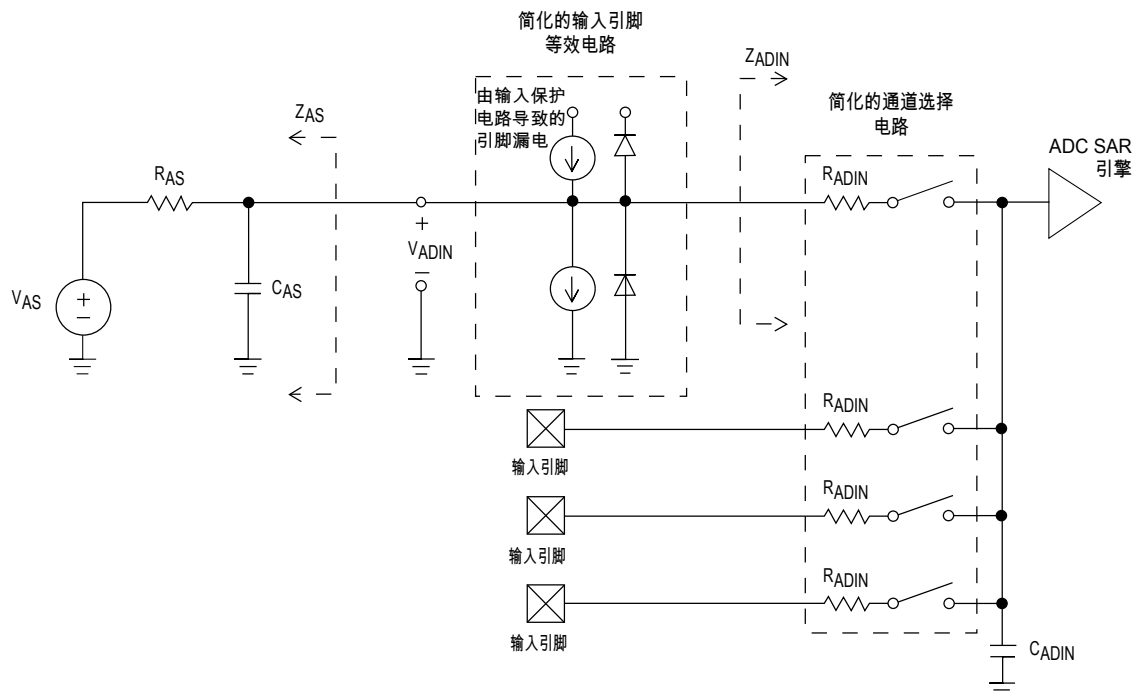 简化的输入引脚
等效电路
ZADIN
由输入保护
电路导致的
引脚漏电
简化的通道选择
电路
ZAS
ADC SAR
引擎
RAS
RADIN
+
VADIN
–
CAS
VAS
+
–
RADIN
输入引脚
RADIN
输入引脚
RADIN
输入引脚
CADIN